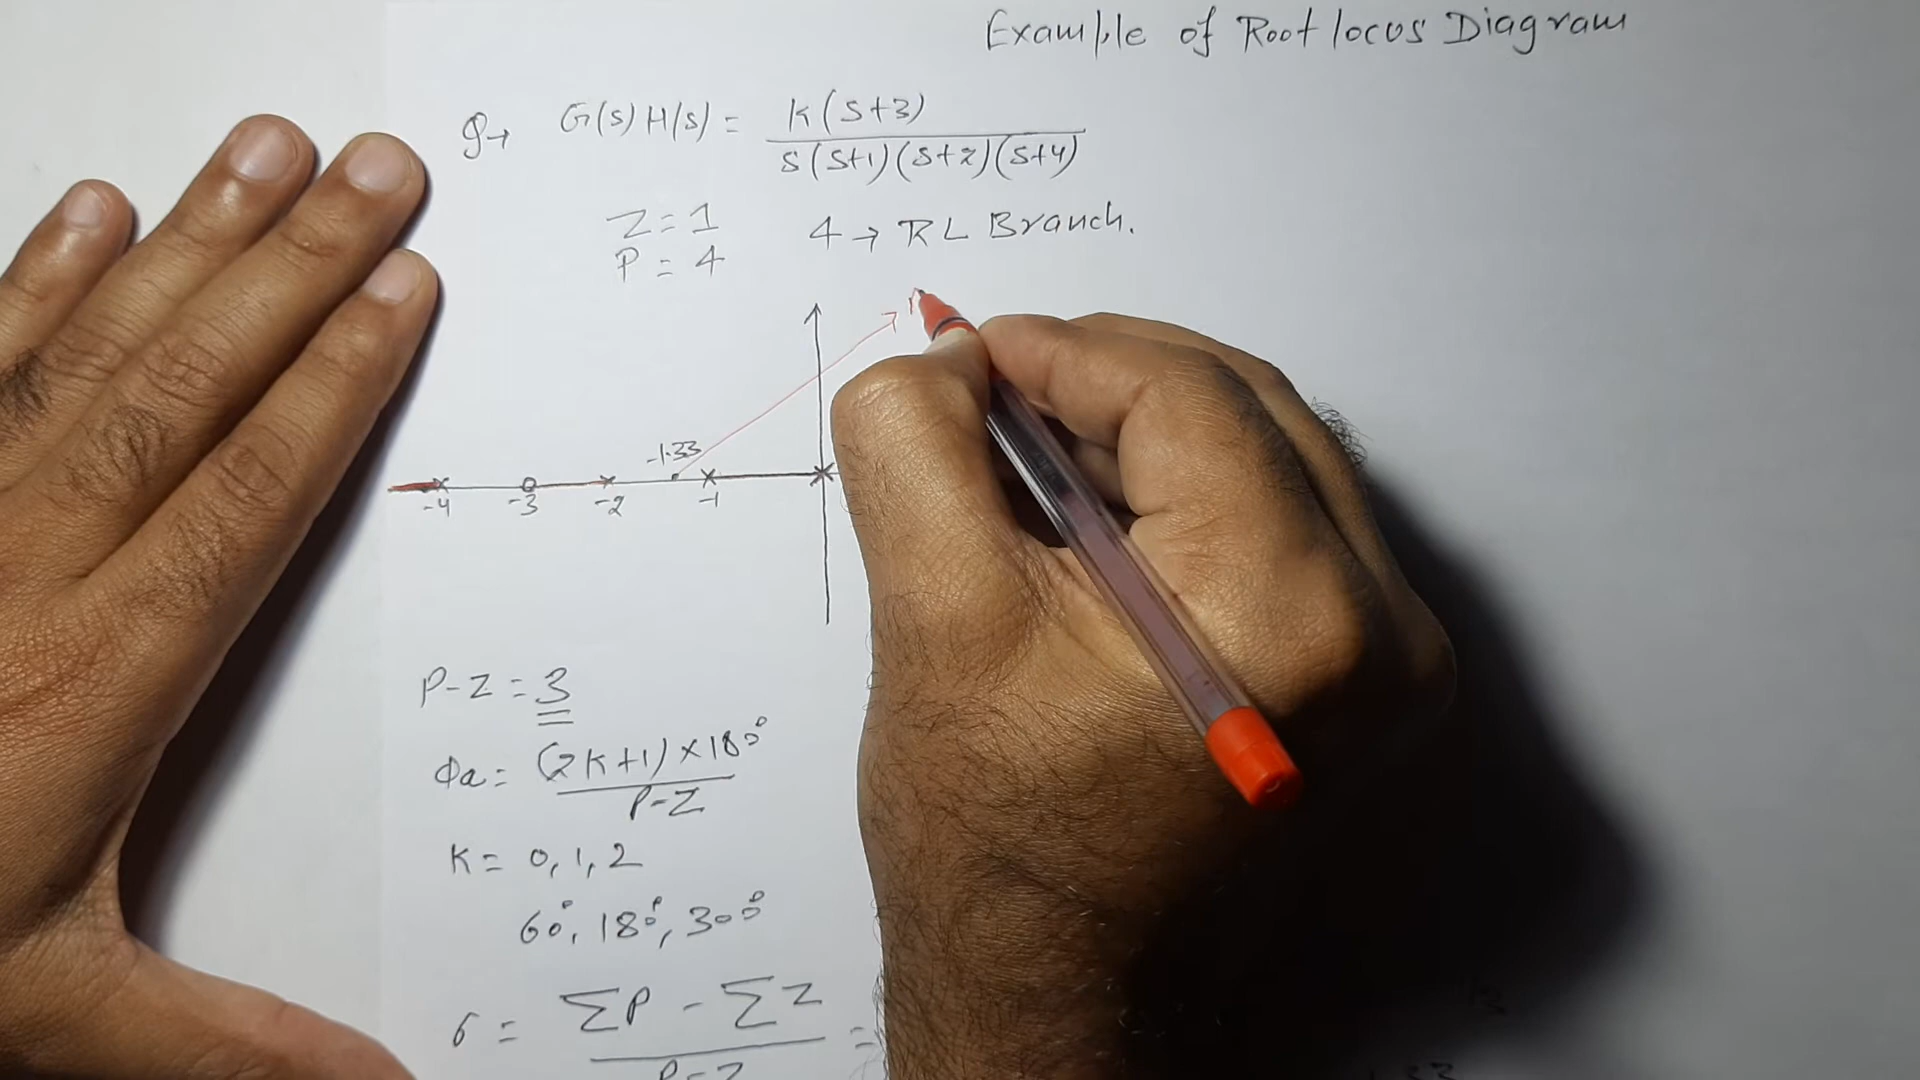 Example of Root locus Diagram
Q→ G(s) H(s) = K(S+3)
S(S+1)(S+2)(S+4)
Z = 1 4 → RL Branch.
P = 4
-1.33
-4 -3 -2 -1
P-Z = 3
Φa = (2K+1)×180°
P-Z
K = 0, 1, 2
60°, 180°, 300°
σ = ΣP - ΣZ =
P-Z